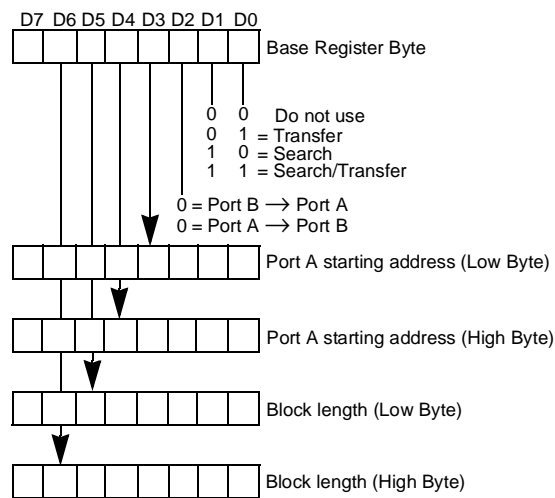 D7 D6 D5 D4 D3 D2 D1 D0
Base Register Byte
0 0 Do not use
0 1 = Transfer
1 0 = Search
1 1 = Search/Transfer
0 = Port B → Port A
0 = Port A → Port B
Port A starting address (Low Byte)
Port A starting address (High Byte)
Block length (Low Byte)
Block length (High Byte)